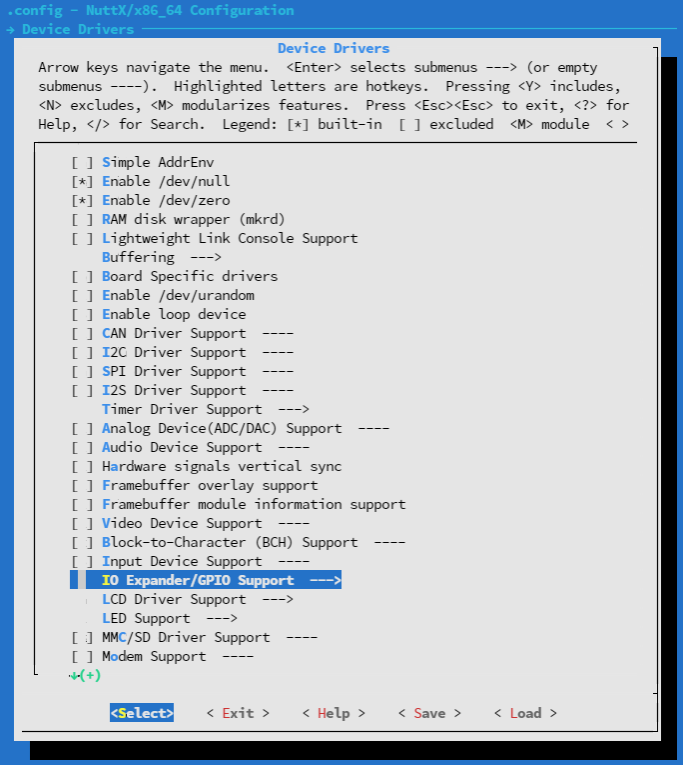 .config - NuttX/x86_64 Configuration
→ Device Drivers
Device Drivers
Arrow keys navigate the menu.  <Enter> selects submenus ---> (or empty
submenus ----).  Highlighted letters are hotkeys.  Pressing <Y> includes,
<N> excludes, <M> modularizes features.  Press <Esc><Esc> to exit, <?> for
Help, </> for Search.  Legend: [*] built-in  [ ] excluded  <M> module  < >
[ ] Simple AddrEnv
[*] Enable /dev/null
[*] Enable /dev/zero
[ ] RAM disk wrapper (mkrd)
[ ] Lightweight Link Console Support
Buffering  --->
[ ] Board Specific drivers
[ ] Enable /dev/urandom
[ ] Enable loop device
[ ] CAN Driver Support  ----
[ ] I2C Driver Support  ----
[ ] SPI Driver Support  ----
[ ] I2S Driver Support  ----
Timer Driver Support  --->
[ ] Analog Device(ADC/DAC) Support  ----
[ ] Audio Device Support  ----
[ ] Hardware signals vertical sync
[ ] Framebuffer overlay support
[ ] Framebuffer module information support
[ ] Video Device Support  ----
[ ] Block-to-Character (BCH) Support  ----
[ ] Input Device Support  ----
IO Expander/GPIO Support  --->
LCD Driver Support  --->
LED Support  --->
[ ] MMC/SD Driver Support  ----
[ ] Modem Support  ----
↓(+)
<Select>    < Exit >    < Help >    < Save >    < Load >